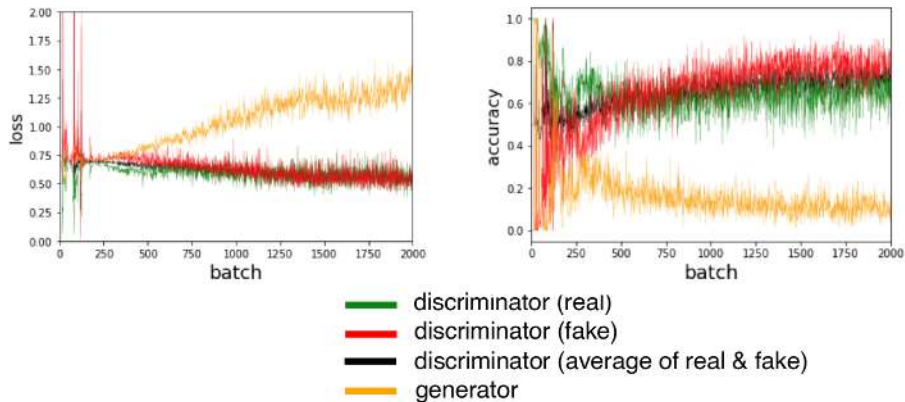 2.00
1.75
1.50
1.25
1.00
0.75
0.50
0.25
0.00
loss
0 250 500 750 1000 1250 1500 1750 2000
batch
1.0
0.8
0.6
0.4
0.2
0.0
accuracy
0 250 500 750 1000 1250 1500 1750 2000
batch
discriminator (real)
discriminator (fake)
discriminator (average of real & fake)
generator